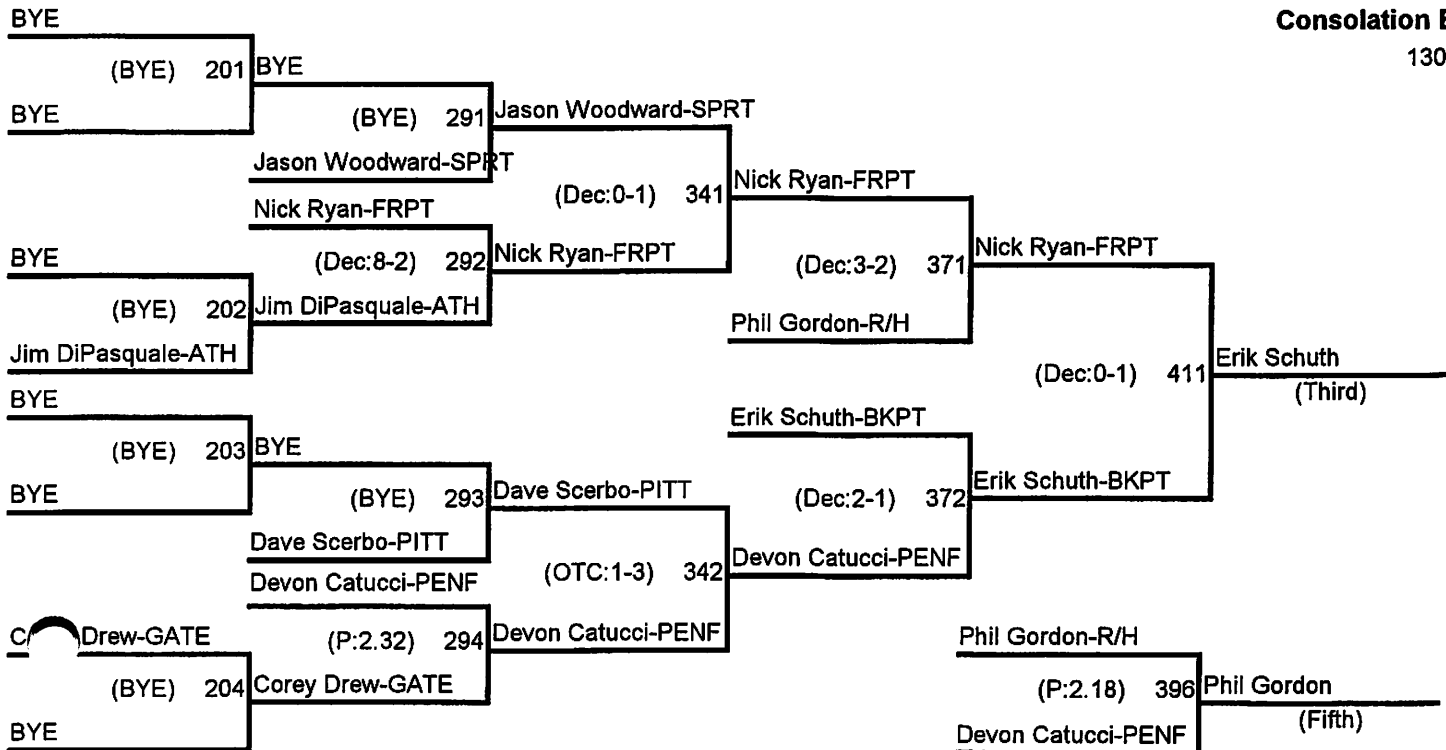 BYE
Consolation
130
(BYE) 201 BYE
BYE
(BYE) 291 Jason Woodward-SPRT
Jason Woodward-SPRT
(Dec:0-1) 341 Nick Ryan-FRPT
Nick Ryan-FRPT
BYE
(Dec:8-2) 292 Nick Ryan-FRPT
(Dec:3-2) 371 Nick Ryan-FRPT
(BYE) 202 Jim DiPasquale-ATH
Phil Gordon-R/H
Jim DiPasquale-ATH
(Dec:0-1) 411 Erik Schuth
(Third)
BYE
Erik Schuth-BKPT
(BYE) 203 BYE
BYE
(BYE) 293 Dave Scerbo-PITT
(Dec:2-1) 372 Erik Schuth-BKPT
Dave Scerbo-PITT
(OTC:1-3) 342 Devon Catucci-PENF
Devon Catucci-PENF
Drew-GATE
(P:2.32) 294 Devon Catucci-PENF
Phil Gordon-R/H
(BYE) 204 Corey Drew-GATE
(P:2.18) 396 Phil Gordon
(Fifth)
BYE
Devon Catucci-PENF